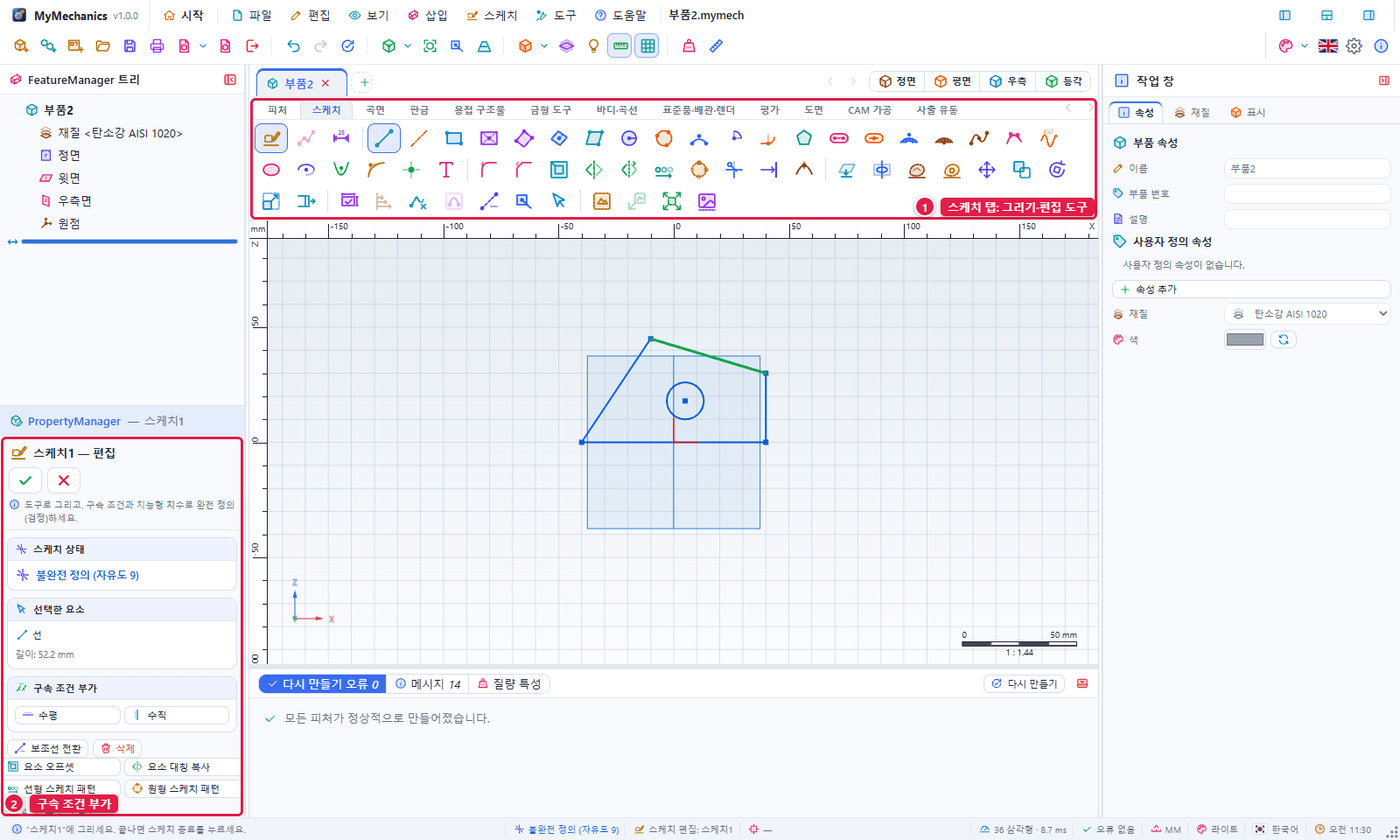 MyMechanics v1.0.0 시작 파일 편집 보기 삽입 스케치 도구 도움말 부품2.mymech
FeatureManager 트리
부품2
재질 <탄소강 AISI 1020>
정면
윗면
우측면
원점
PropertyManager — 스케치1
스케치1 — 편집
도구로 그리고, 구속 조건과 지능형 치수로 완전 정의
(검정)하세요.
스케치 상태
불완전 정의 (자유도 9)
선택한 요소
선
길이: 52.2 mm
구속 조건 부가
수평 수직
보조선 전환 삭제
요소 오프셋 요소 대칭 복사
선형 스케치 패턴 원형 스케치 패턴
2 구속 조건 부가
부품2
정면 평면 우측 등각
피처 스케치 곡면 판금 용접 구조물 금형 도구 바디·곡선 표준품·배관·렌더 평가 도면 CAM 가공 사출 유동
1 스케치 탭: 그리기·편집 도구
mm -150 -100 -50 0 50 100 150 X
Z
50
0
-50
Z
X
0 50 mm
1 : 1.44
다시 만들기 오류 0 메시지 14 질량 특성 다시 만들기
모든 피처가 정상적으로 만들어졌습니다.
작업 창
속성 재질 표시
부품 속성
이름 부품2
부품 번호
설명
사용자 정의 속성
사용자 정의 속성이 없습니다.
속성 추가
재질 탄소강 AISI 1020
색
"스케치1"에 그리세요. 끝나면 스케치 종료를 누르세요. 불완전 정의 (자유도 9) 스케치 편집: 스케치1 — 36 삼각형 · 8.7 ms 오류 없음 MM 라이트 한국어 오전 11:30